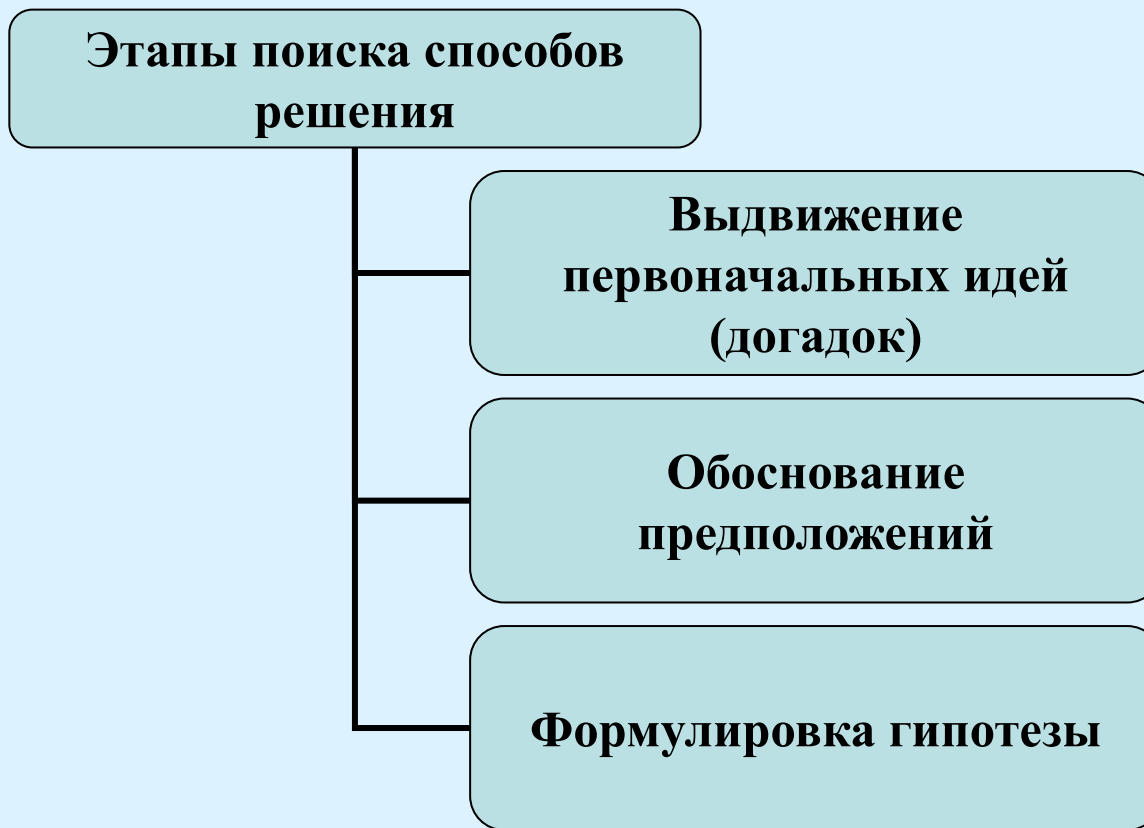 Этапы поиска способов
решения
Выдвижение
первоначальных идей
(догадок)
Обоснование
предположений
Формулировка гипотезы